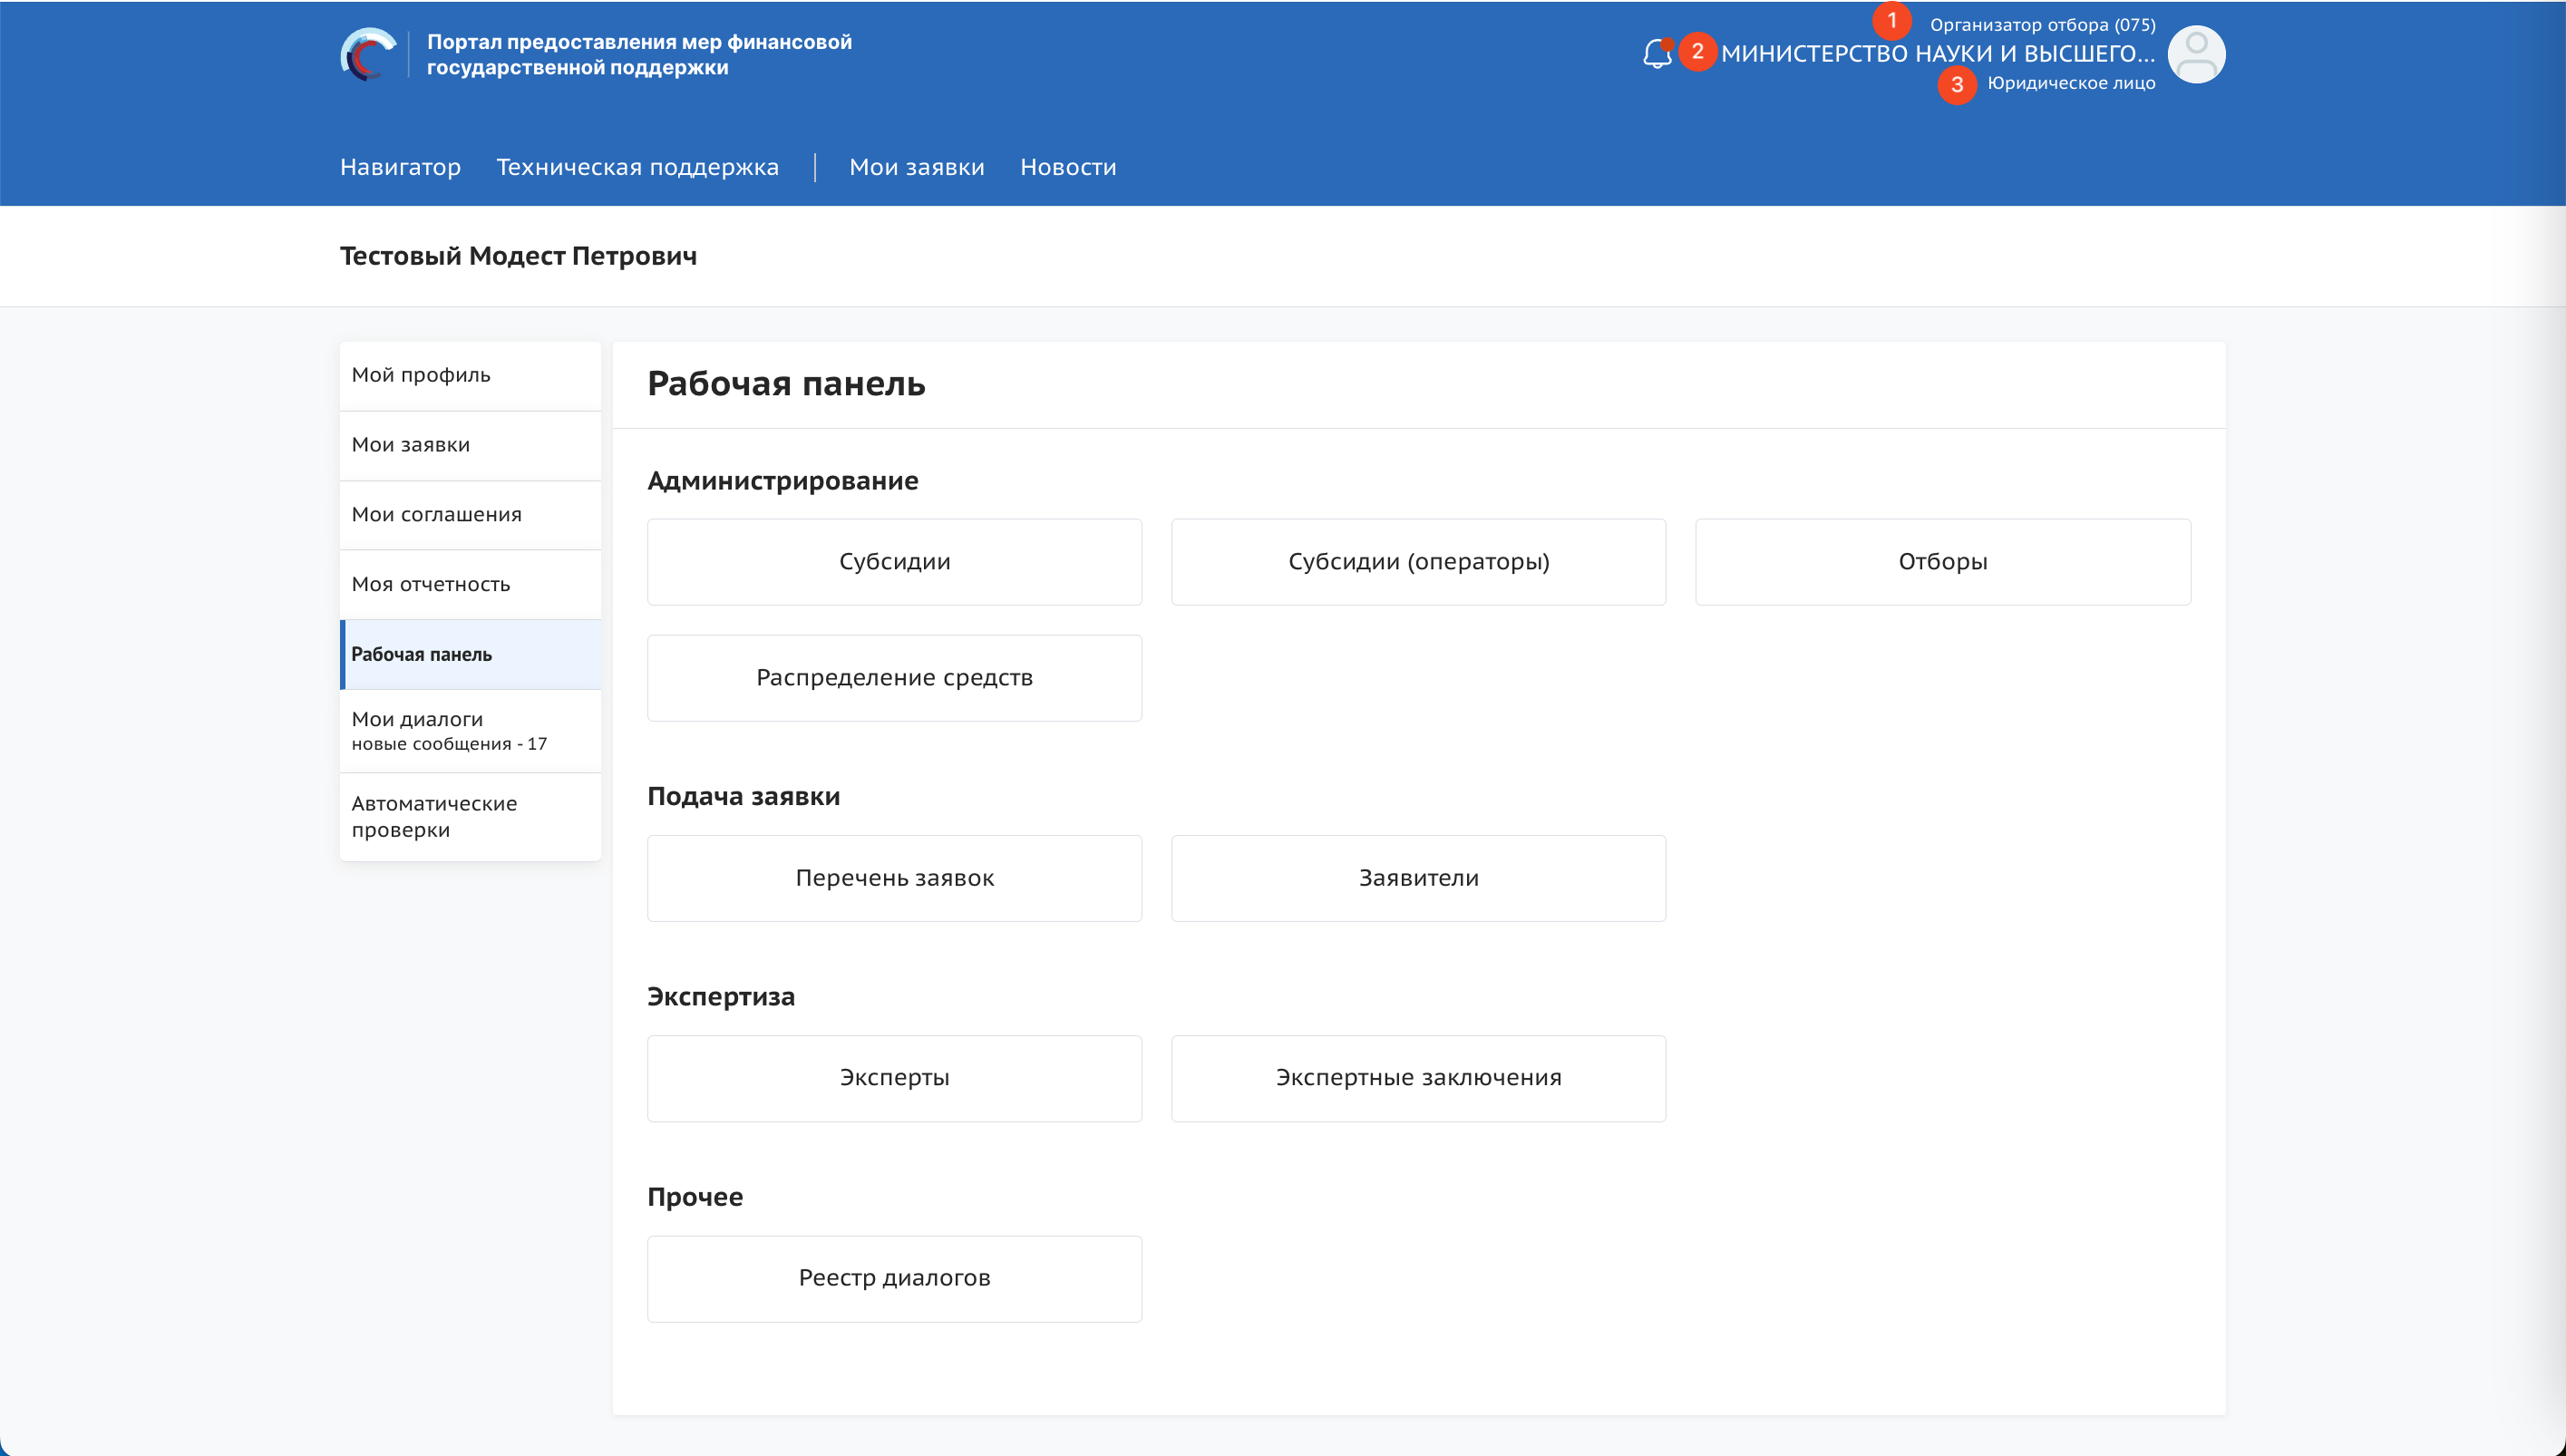 Портал предоставления мер финансовой
государственной поддержки
1 Организатор отбора (075)
2 МИНИСТЕРСТВО НАУКИ И ВЫСШЕГО...
3 Юридическое лицо
Навигатор Техническая поддержка Мои заявки Новости
Тестовый Модест Петрович
Мой профиль
Мои заявки
Мои соглашения
Моя отчетность
Рабочая панель
Мои диалоги
новые сообщения - 17
Автоматические
проверки
Рабочая панель
Администрирование
Субсидии Субсидии (операторы) Отборы
Распределение средств
Подача заявки
Перечень заявок Заявители
Экспертиза
Эксперты Экспертные заключения
Прочее
Реестр диалогов